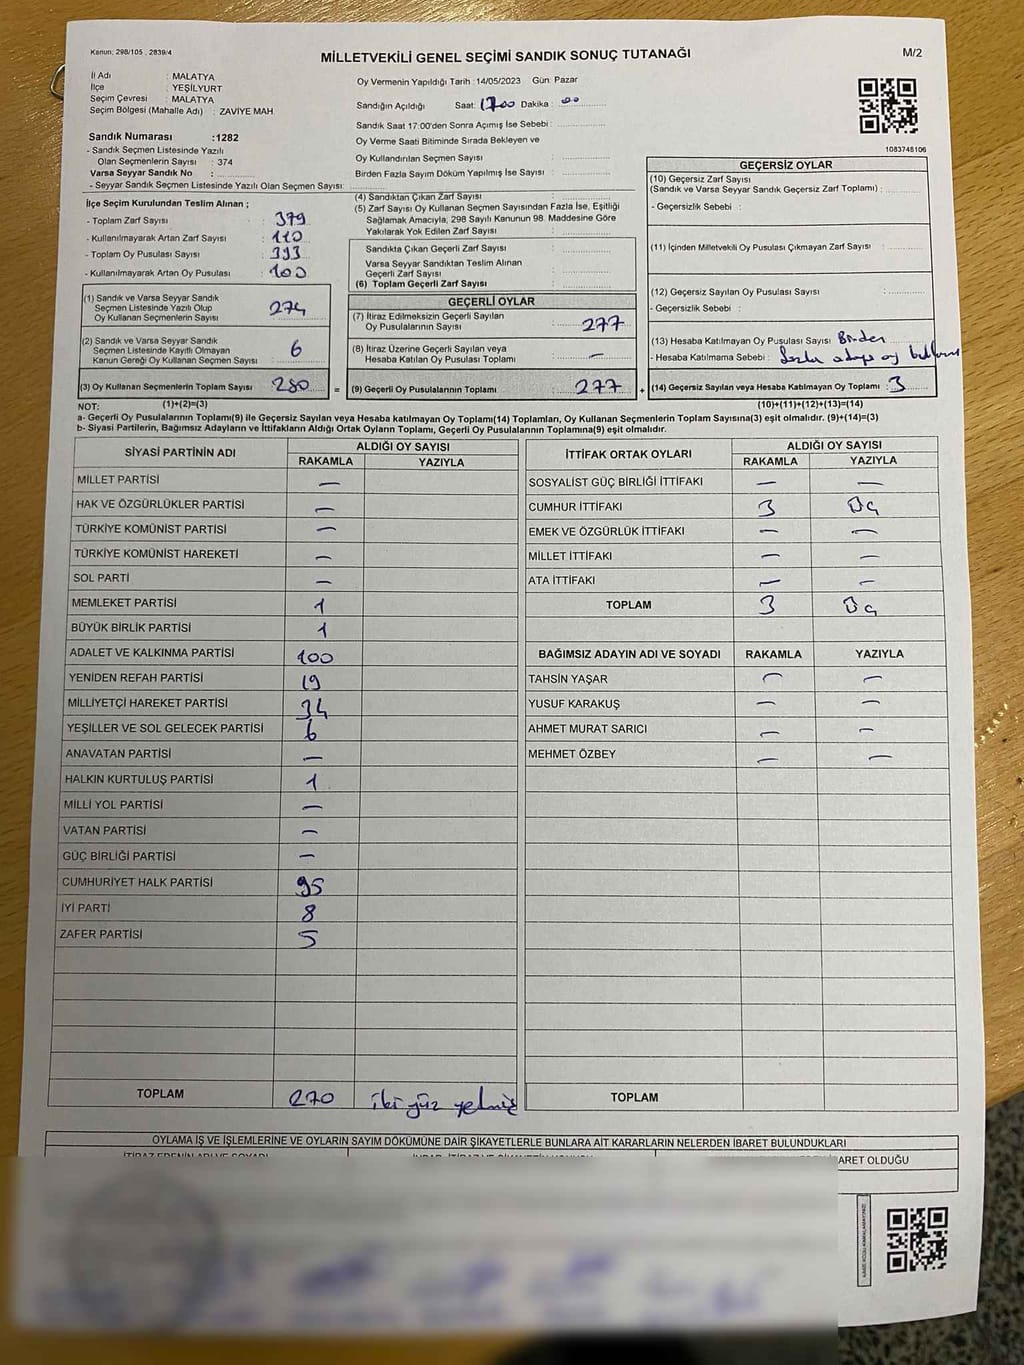 Kanun: 298/105 , 2839/4
MİLLETVEKİLİ GENEL SEÇİMİ SANDIK SONUÇ TUTANAĞI
M/2
İl Adı : MALATYA
İlçe : YEŞİLYURT
Seçim Çevresi : MALATYA
Seçim Bölgesi (Mahalle Adı) : ZAVİYE MAH
Sandık Numarası :1282
- Sandık Seçmen Listesinde Yazılı
Olan Seçmenlerin Sayısı : 374
Varsa Seyyar Sandık No :
- Seyyar Sandık Seçmen Listesinde Yazılı Olan Seçmen Sayısı:
Oy Vermenin Yapıldığı Tarih : 14/05/2023 Gün: Pazar
Sandığın Açıldığı Saat: 1700 Dakika : 00
Sandık Saat 17:00'den Sonra Açımış İse Sebebi :
Oy Verme Saati Bitiminde Sırada Bekleyen ve
Oy Kullandırılan Seçmen Sayısı :
Birden Fazla Sayım Döküm Yapılmış İse Sayısı :
1083748106
İlçe Seçim Kurulundan Teslim Alınan ;
- Toplam Zarf Sayısı : 379
- Kullanılmayarak Artan Zarf Sayısı : 110
- Toplam Oy Pusulası Sayısı : 393
- Kullanılmayarak Artan Oy Pusulası : 100
(4) Sandıktan Çıkan Zarf Sayısı :
(5) Zarf Sayısı Oy Kullanan Seçmen Sayısından Fazla İse, Eşitliği
Sağlamak Amacıyla, 298 Sayılı Kanunun 98. Maddesine Göre
Yakılarak Yok Edilen Zarf Sayısı :
Sandıkta Çıkan Geçerli Zarf Sayısı :
Varsa Seyyar Sandıktan Teslim Alınan
Geçerli Zarf Sayısı :
(6) Toplam Geçerli Zarf Sayısı :
GEÇERSİZ OYLAR
(10) Geçersiz Zarf Sayısı
(Sandık ve Varsa Seyyar Sandık Geçersiz Zarf Toplamı) :
- Geçersizlik Sebebi :
(11) İçinden Milletvekili Oy Pusulası Çıkmayan Zarf Sayısı :
(12) Geçersiz Sayılan Oy Pusulası Sayısı :
- Geçersizlik Sebebi :
(13) Hesaba Katılmayan Oy Pusulası Sayısı Birden
- Hesaba Katılmama Sebebi : fazla adaya oy
(14) Geçersiz Sayılan veya Hesaba Katılmayan Oy Toplamı : 3
(1) Sandık ve Varsa Seyyar Sandık
Seçmen Listesinde Yazılı Olup
Oy Kullanan Seçmenlerin Sayısı : 274
(2) Sandık ve Varsa Seyyar Sandık
Seçmen Listesinde Kayıtlı Olmayan
Kanun Gereği Oy Kullanan Seçmen Sayısı : 6
(3) Oy Kullanan Seçmenlerin Toplam Sayısı : 280 =
GEÇERLİ OYLAR
(7) İtiraz Edilmeksizin Geçerli Sayılan
Oy Pusulalarının Sayısı : 277
(8) İtiraz Üzerine Geçerli Sayılan veya
Hesaba Katılan Oy Pusulası Toplamı : —
(9) Geçerli Oy Pusulalarının Toplamı : 277 +
NOT: (1)+(2)=(3)
(10)+(11)+(12)+(13)=(14)
a- Geçerli Oy Pusulalarının Toplamı(9) ile Geçersiz Sayılan veya Hesaba katılmayan Oy Toplamı(14) Toplamları, Oy Kullanan Seçmenlerin Toplam Sayısına(3) eşit olmalıdır. (9)+(14)=(3)
b- Siyasi Partilerin, Bağımsız Adayların ve İttifakların Aldığı Ortak Oyların Toplamı, Geçerli Oy Pusulalarının Toplamına(9) eşit olmalıdır.
SİYASİ PARTİNİN ADI
ALDIĞI OY SAYISI
RAKAMLA YAZIYLA
MİLLET PARTİSİ —
HAK VE ÖZGÜRLÜKLER PARTİSİ —
TÜRKİYE KOMÜNİST PARTİSİ —
TÜRKİYE KOMÜNİST HAREKETİ —
SOL PARTİ —
MEMLEKET PARTİSİ 1
BÜYÜK BİRLİK PARTİSİ 1
ADALET VE KALKINMA PARTİSİ 100
YENİDEN REFAH PARTİSİ 19
MİLLİYETÇİ HAREKET PARTİSİ 34
YEŞİLLER VE SOL GELECEK PARTİSİ 6
ANAVATAN PARTİSİ —
HALKIN KURTULUŞ PARTİSİ 1
MİLLİ YOL PARTİSİ —
VATAN PARTİSİ —
GÜÇ BİRLİĞİ PARTİSİ —
CUMHURİYET HALK PARTİSİ 95
İYİ PARTİ 8
ZAFER PARTİSİ 5
TOPLAM 270 iki yüz yetmiş
İTTİFAK ORTAK OYLARI
ALDIĞI OY SAYISI
RAKAMLA YAZIYLA
SOSYALİST GÜÇ BİRLİĞİ İTTİFAKI — —
CUMHUR İTTİFAKI 3 Üç
EMEK VE ÖZGÜRLÜK İTTİFAKI — —
MİLLET İTTİFAKI — —
ATA İTTİFAKI — —
TOPLAM 3 Üç
BAĞIMSIZ ADAYIN ADI VE SOYADI RAKAMLA YAZIYLA
TAHSİN YAŞAR — —
YUSUF KARAKUŞ — —
AHMET MURAT SARICI — —
MEHMET ÖZBEY — —
TOPLAM
OYLAMA İŞ VE İŞLEMLERİNE VE OYLARIN SAYIM DÖKÜMÜNE DAİR ŞİKAYETLERLE BUNLARA AİT KARARLARIN NELERDEN İBARET BULUNDUKLARI
İTİRAZ EDENİN ADI VE SOYADI
BARET OLDUĞU